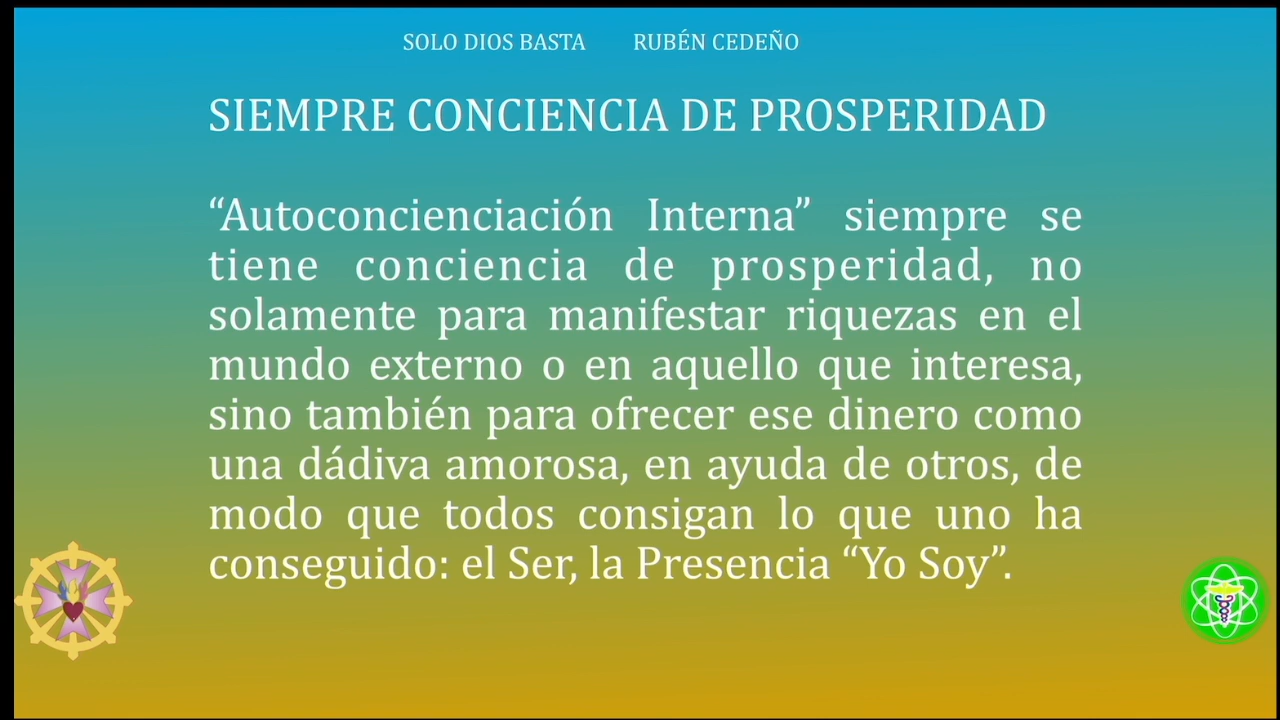 SOLO DIOS BASTA RUBÉN CEDEÑO
SIEMPRE CONCIENCIA DE PROSPERIDAD
“Autoconcienciación Interna” siempre se
tiene conciencia de prosperidad, no
solamente para manifestar riquezas en el
mundo externo o en aquello que interesa,
sino también para ofrecer ese dinero como
una dádiva amorosa, en ayuda de otros, de
modo que todos consigan lo que uno ha
conseguido: el Ser, la Presencia “Yo Soy”.